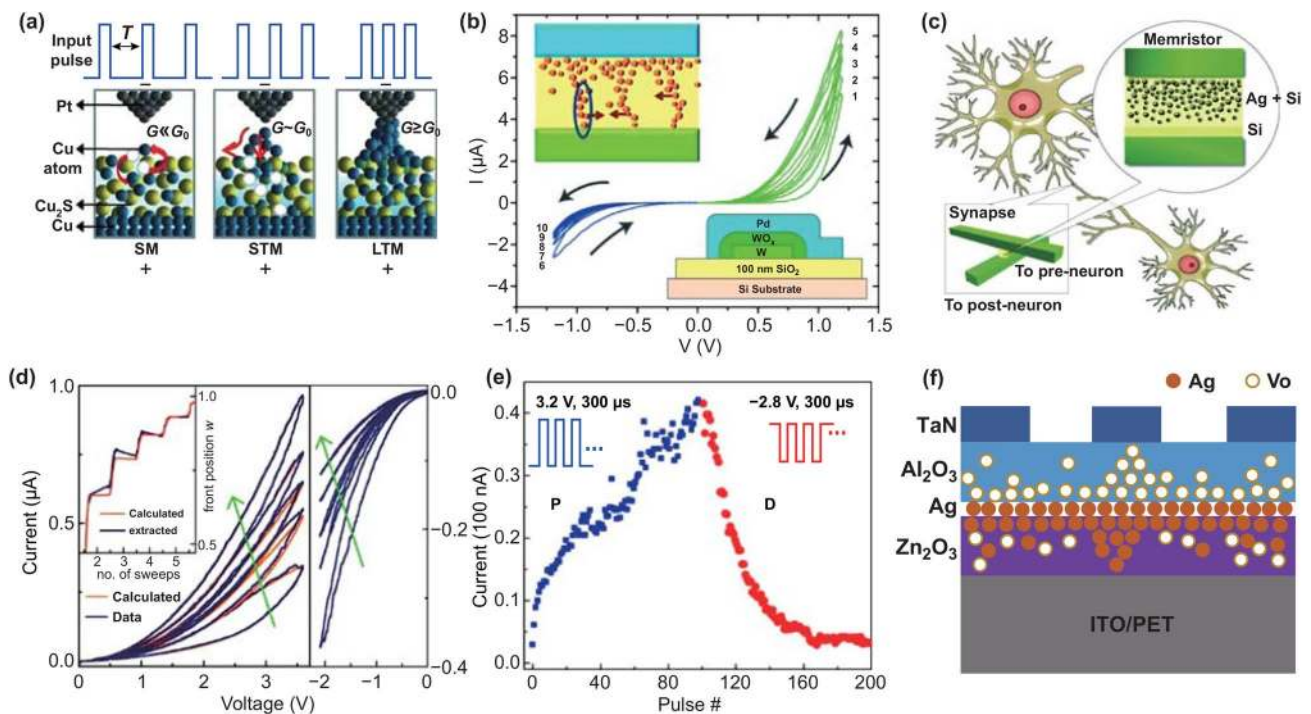 (a)
Input
pulse
T
−
−
−
Pt
Cu
atom
Cu₂S
Cu
G≪G₀
G~G₀
G≥G₀
SM
STM
LTM
+
+
+
(b)
I (μA)
8
6
4
2
0
−2
−4
5
4
3
2
1
10
9
8
7
6
Pd
WOₓ
W
100 nm SiO₂
Si Substrate
−1.5 −1.0 −0.5 0.0 0.5 1.0 1.5
V (V)
(c)
Memristor
Ag + Si
Si
Synapse
To pre-neuron
To post-neuron
(d)
Current (μA)
1.0
0.5
0.0
1.0
front position w
0.5
Calculated
extracted
2 3 4 5
no. of sweeps
Calculated
Data
0 1 2 3
−2 −1 0
0.0
−0.2
−0.4
Voltage (V)
(e)
Current (100 nA)
0.4
0.3
0.2
0.1
0.0
3.2 V, 300 μs
−2.8 V, 300 μs
P
D
0 40 80 120 160 200
Pulse #
(f)
Ag
Vo
TaN
Al₂O₃
Ag
Zn₂O₃
ITO/PET